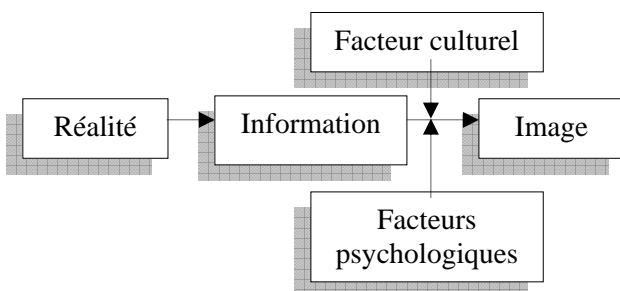 Facteur culturel
Réalité
Information
Image
Facteurs
psychologiques